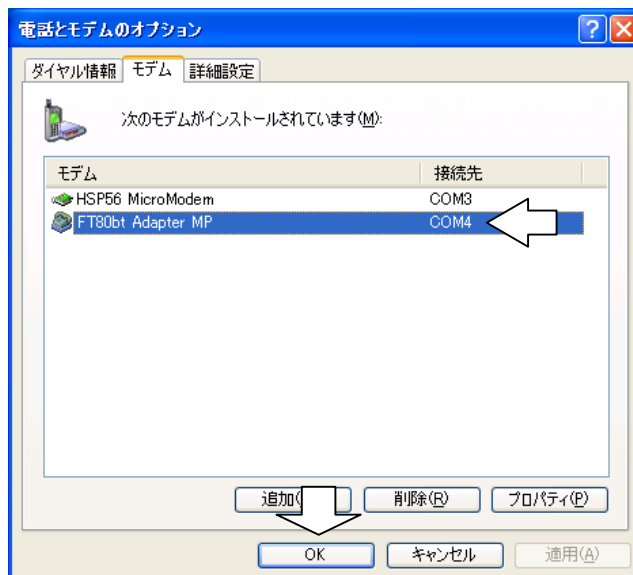 電話とモデムのオプション
ダイヤル情報 モデム 詳細設定
次のモデムがインストールされています(M):
モデム 接続先
HSP56 MicroModem COM3
FT80bt Adapter MP COM4
追加( 削除(R) プロパティ(P)
OK キャンセル 適用(A)